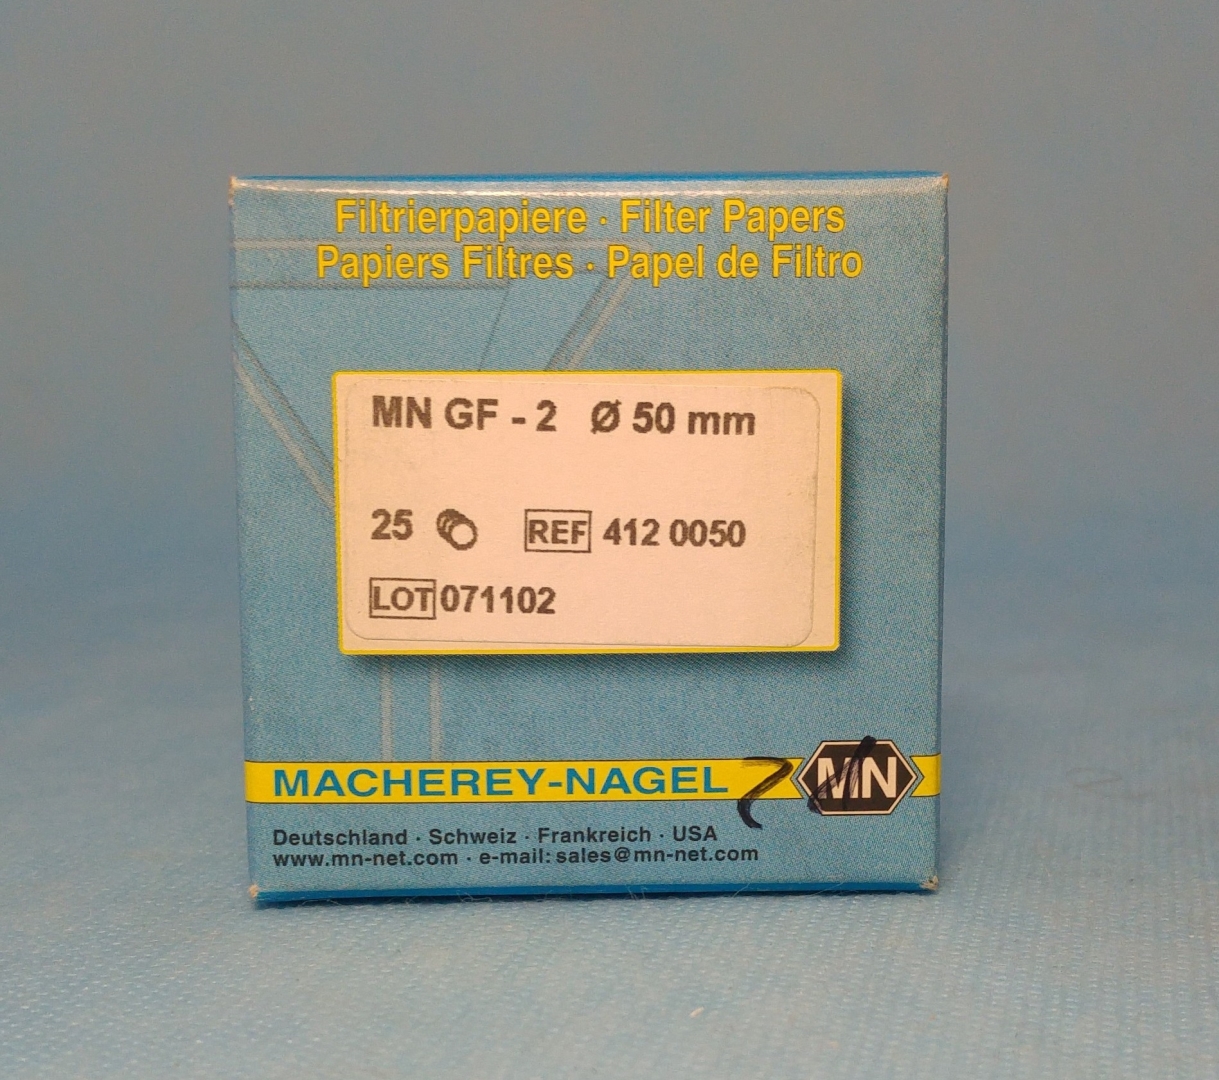 Filtrierpapiere · Filter Papers
Papiers Filtres · Papel de Filtro
MN GF - 2 Ø 50 mm
25 REF 412 0050
LOT 071102
MACHEREY-NAGEL MN
Deutschland · Schweiz · Frankreich · USA
www.mn-net.com · e-mail: sales@mn-net.com